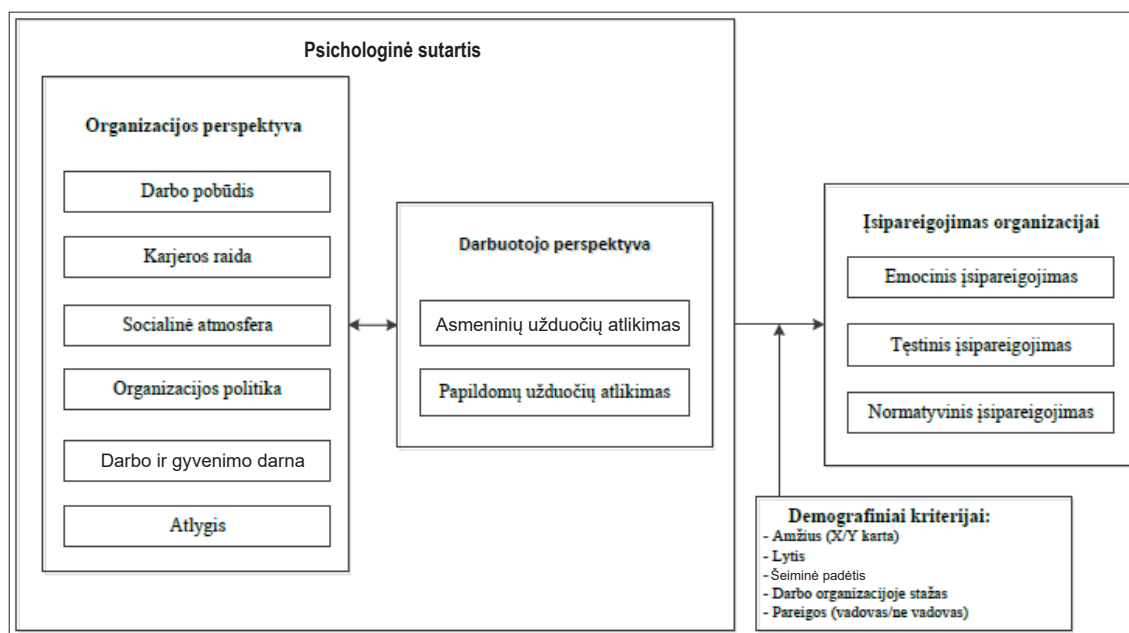 Psichologinė sutartis
Organizacijos perspektyva
Darbo pobūdis
Karjeros raida
Socialinė atmosfera
Organizacijos politika
Darbo ir gyvenimo darna
Atlygis
Darbuotojo perspektyva
Asmeninių užduočių atlikimas
Papildomų užduočių atlikimas
Įsipareigojimas organizacijai
Emocinis įsipareigojimas
Tęstinis įsipareigojimas
Normatyvinis įsipareigojimas
Demografiniai kriterijai:
- Amžius (X/Y karta)
- Lytis
- Šeiminė padėtis
- Darbo organizacijoje stažas
- Pareigos (vadovas/ne vadovas)